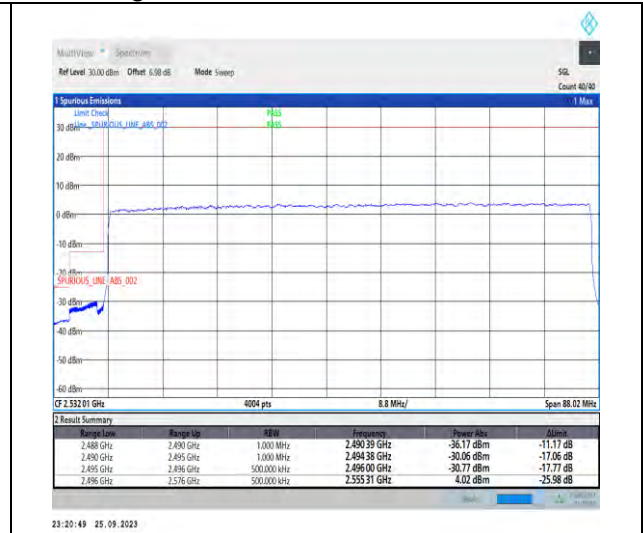 MultiView Spectrum
Ref Level 30.00 dBm Offset 6.98 dB Mode Sweep SGL
Count 40/40
1 Spurious Emissions 1 Max
Limit Check PASS
30 dBm Line _SPURIOUS_LINE_ABS_002 PASS
20 dBm
10 dBm
0 dBm
-10 dBm
-20 dBm
_SPURIOUS_LINE_ABS_002
-30 dBm
-40 dBm
-50 dBm
-60 dBm
CF 2.532 01 GHz 4004 pts 8.8 MHz/ Span 88.02 MHz
2 Result Summary
Range Low Range Up RBW Frequency Power Abs ΔLimit
2.488 GHz 2.490 GHz 1.000 MHz 2.490 39 GHz -36.17 dBm -11.17 dB
2.490 GHz 2.495 GHz 1.000 MHz 2.494 38 GHz -30.06 dBm -17.06 dB
2.495 GHz 2.496 GHz 500.000 kHz 2.496 00 GHz -30.77 dBm -17.77 dB
2.496 GHz 2.576 GHz 500.000 kHz 2.555 31 GHz 4.02 dBm -25.98 dB
23:20:49 25.09.2023